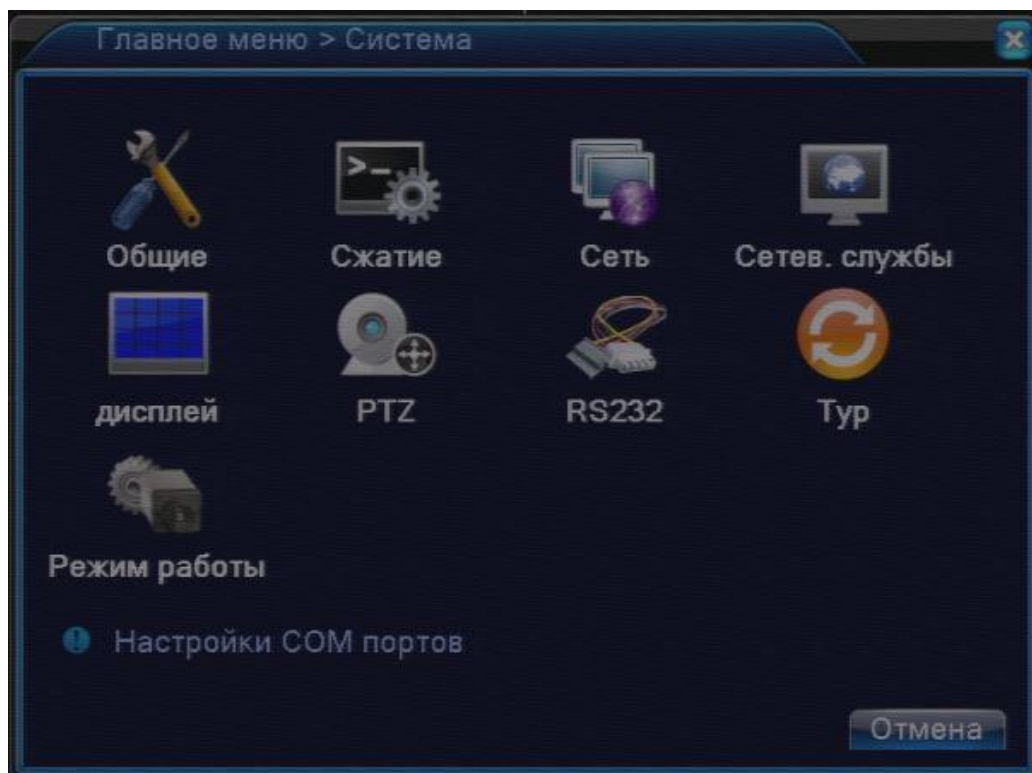 Главное меню > Система
Общие
Сжатие
Сеть
Сетев. службы
дисплей
PTZ
RS232
Тур
Режим работы
Настройки COM портов
Отмена